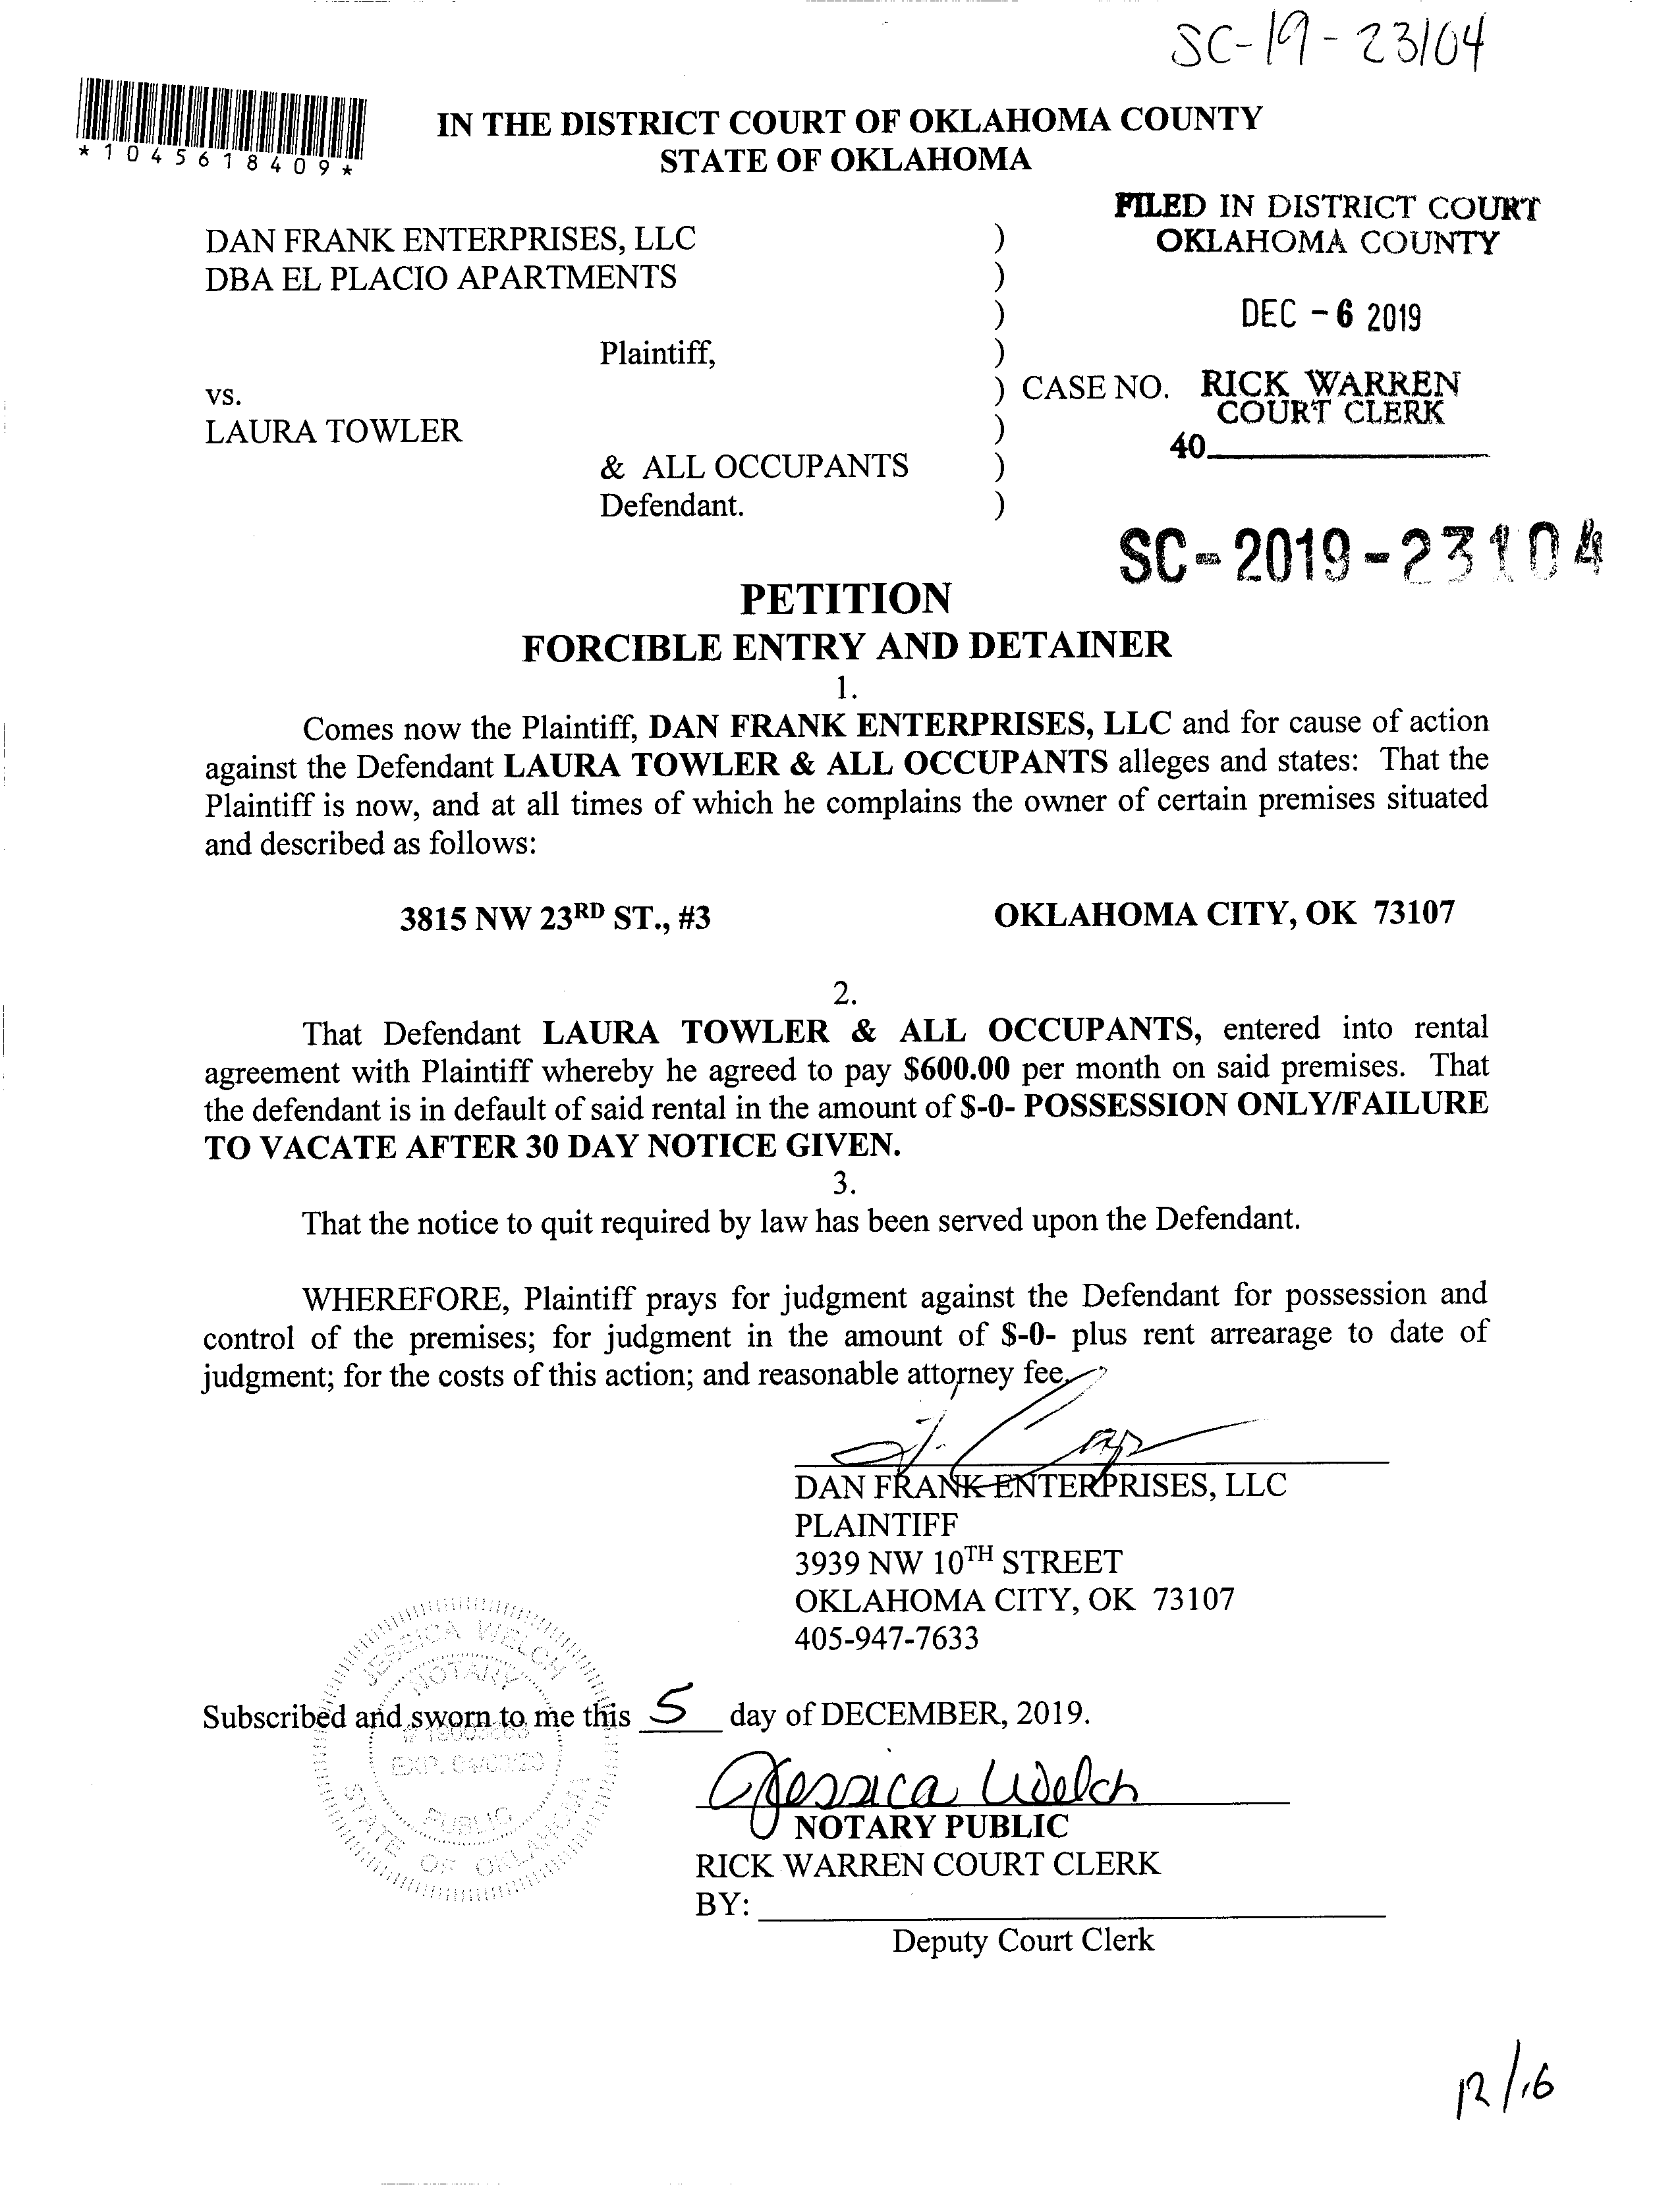 SC-19-23104
*1045618409*
IN THE DISTRICT COURT OF OKLAHOMA COUNTY
STATE OF OKLAHOMA
FILED IN DISTRICT COURT
OKLAHOMA COUNTY
DEC -6 2019
RICK WARREN
COURT CLERK
40
DAN FRANK ENTERPRISES, LLC )
DBA EL PLACIO APARTMENTS )
)
Plaintiff, )
vs. ) CASE NO.
LAURA TOWLER )
& ALL OCCUPANTS )
Defendant. )
SC-2019-23104
PETITION
FORCIBLE ENTRY AND DETAINER
1.
Comes now the Plaintiff, DAN FRANK ENTERPRISES, LLC and for cause of action
against the Defendant LAURA TOWLER & ALL OCCUPANTS alleges and states: That the
Plaintiff is now, and at all times of which he complains the owner of certain premises situated
and described as follows:
3815 NW 23RD ST., #3 OKLAHOMA CITY, OK 73107
2.
That Defendant LAURA TOWLER & ALL OCCUPANTS, entered into rental
agreement with Plaintiff whereby he agreed to pay $600.00 per month on said premises. That
the defendant is in default of said rental in the amount of $-0- POSSESSION ONLY/FAILURE
TO VACATE AFTER 30 DAY NOTICE GIVEN.
3.
That the notice to quit required by law has been served upon the Defendant.
WHEREFORE, Plaintiff prays for judgment against the Defendant for possession and
control of the premises; for judgment in the amount of $-0- plus rent arrearage to date of
judgment; for the costs of this action; and reasonable attorney fee.
DAN FRANK ENTERPRISES, LLC
PLAINTIFF
3939 NW 10TH STREET
OKLAHOMA CITY, OK 73107
405-947-7633
JESSICA WELCH
NOTARY
Subscribed and sworn to me this 5 day of DECEMBER, 2019.
EXP.
PUBLIC
STATE OF OKLAHOMA
Jessica Welch
NOTARY PUBLIC
RICK WARREN COURT CLERK
BY:
Deputy Court Clerk
12/16